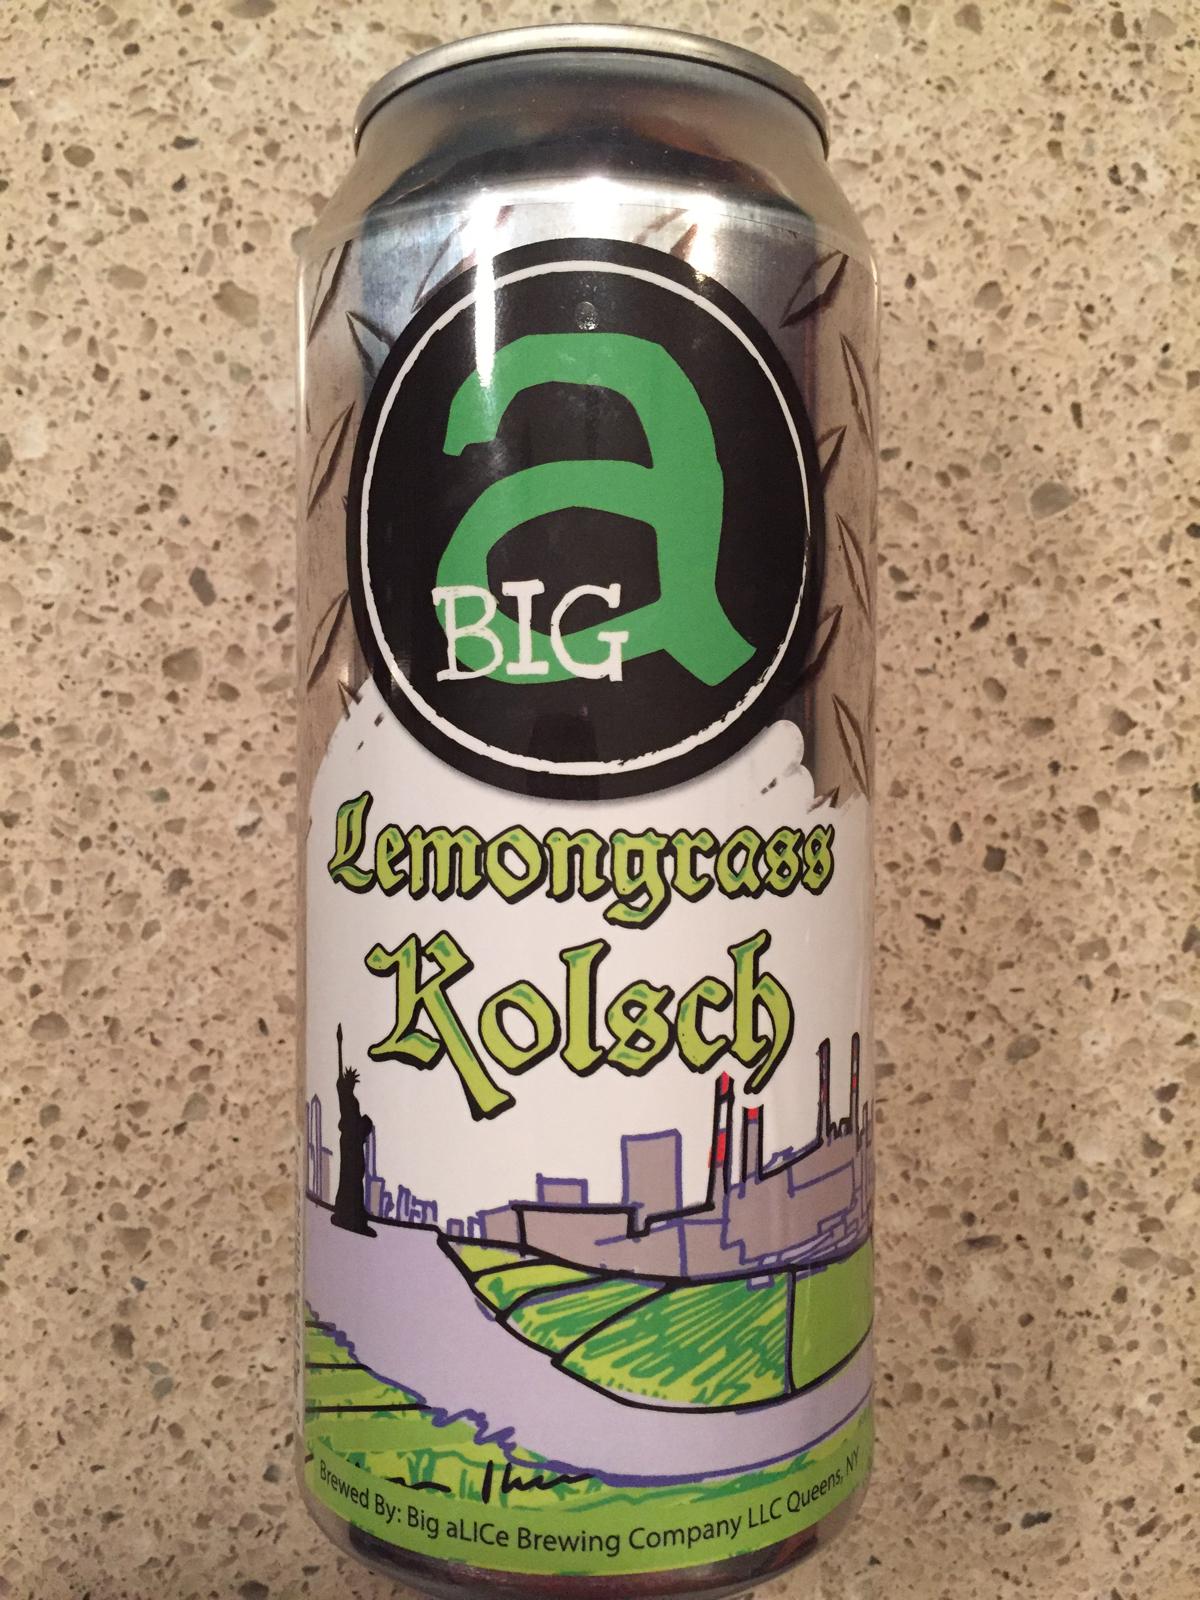 a
BIG
Lemongrass
Kolsch
Brewed By: Big aLICe Brewing Company LLC Queens, NY